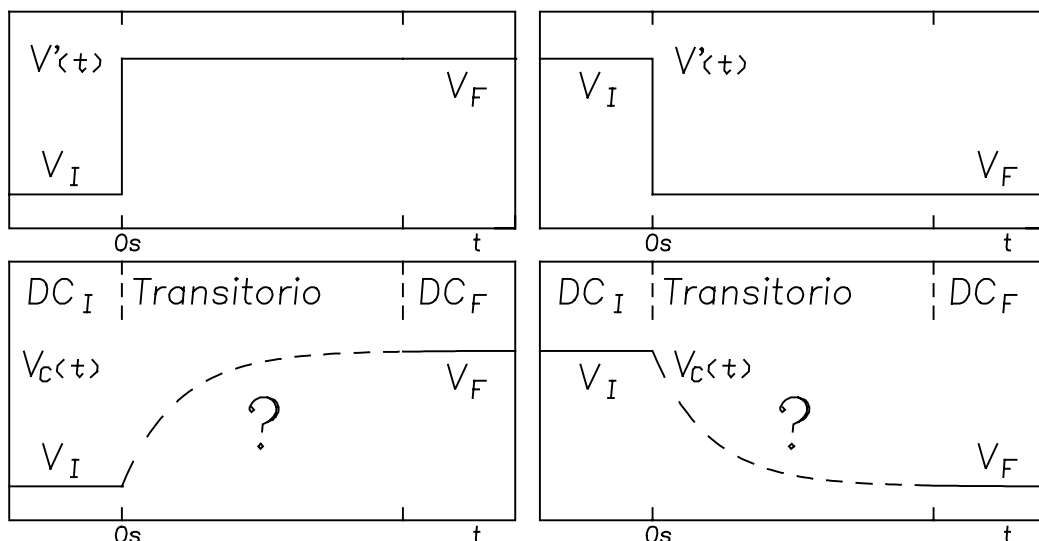 V'(t)
V_F
V_I
0s
t
V_I
V'(t)
V_F
0s
t
DC_I
Transitorio
DC_F
V_C(t)
V_F
?
V_I
0s
t
DC_I
Transitorio
DC_F
V_C(t)
V_I
?
V_F
0s
t